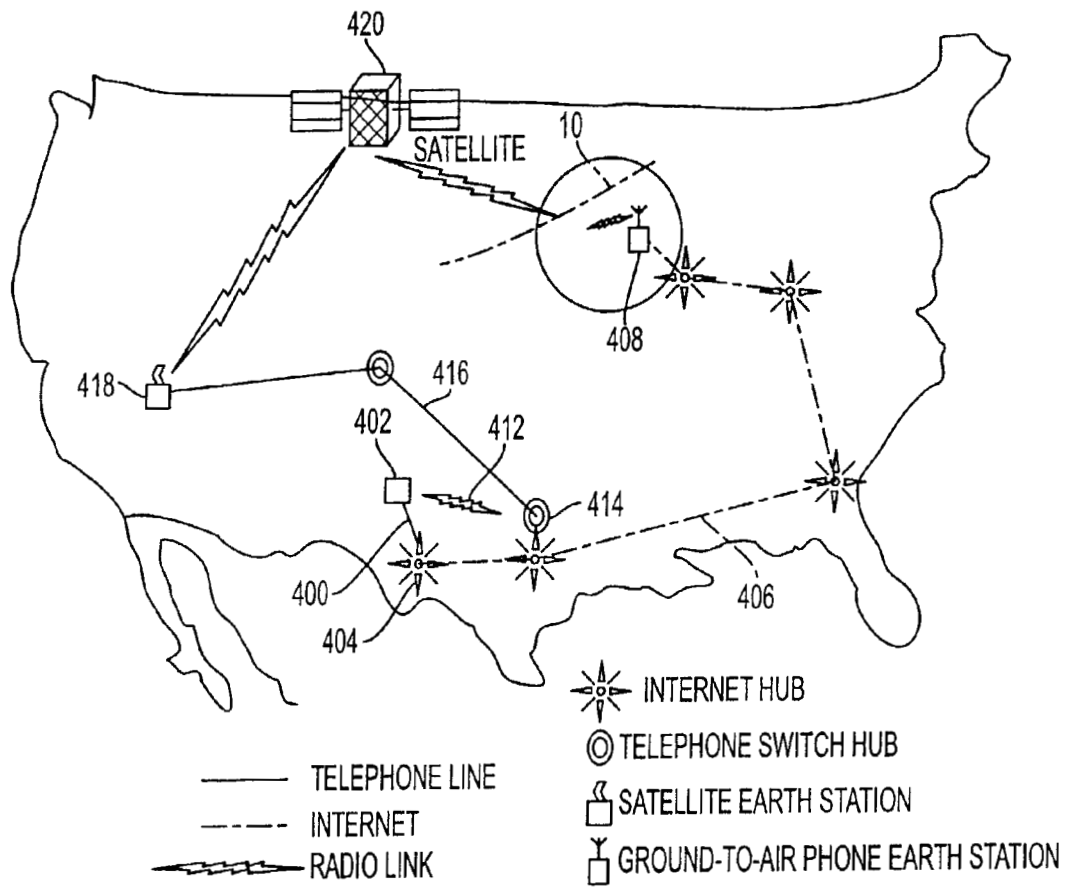 420
SATELLITE
10
408
418
416
402
412
414
400
404
406
INTERNET HUB
TELEPHONE SWITCH HUB
TELEPHONE LINE
SATELLITE EARTH STATION
INTERNET
RADIO LINK
GROUND-TO-AIR PHONE EARTH STATION